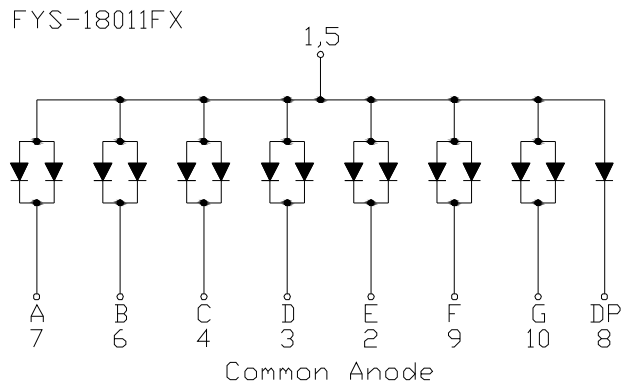 FYS-18011FX
1,5
A B C D E F G DP
7 6 4 3 2 9 10 8
Common Anode